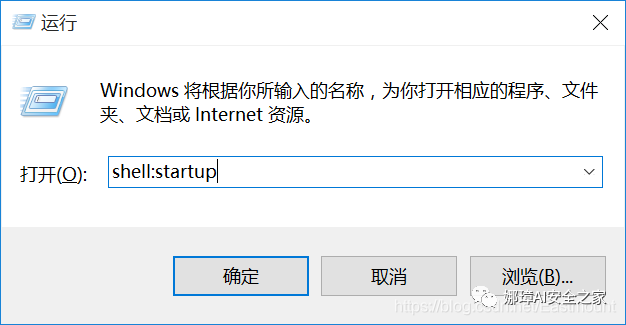 运行
Windows 将根据你所输入的名称，为你打开相应的程序、文件
夹、文档或 Internet 资源。
打开(O):
shell:startup
确定
取消
浏览(B)...
娜璋AI安全之家
https://blog.csdn.net/Eastmount